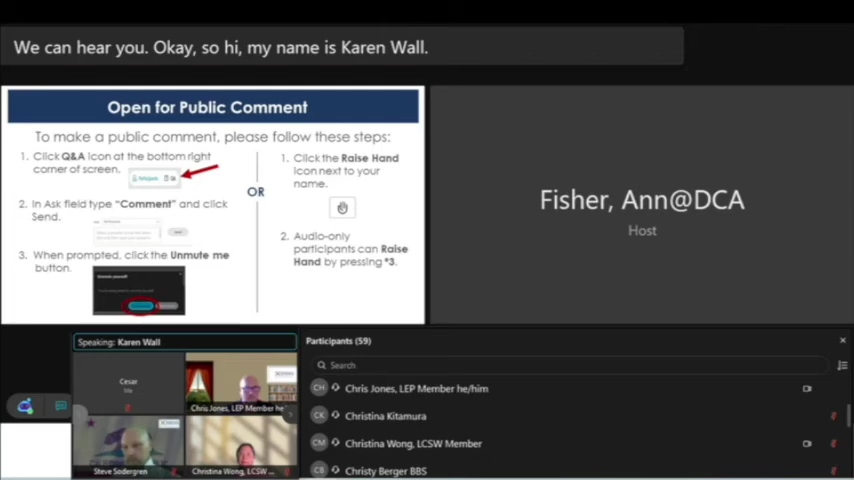 We can hear you. Okay, so hi, my name is Karen Wall.
Open for Public Comment
To make a public comment, please follow these steps:
1. Click Q&A icon at the bottom right
corner of screen.
2. In Ask field type "Comment" and click
Send.
3. When prompted, click the Unmute me
button.
OR
1. Click the Raise Hand
icon next to your
name.
2. Audio-only
participants can Raise
Hand by pressing *3.
Fisher, Ann@DCA
Host
Speaking: Karen Wall
Cesar
Me
Chris Jones, LEP Member he
Steve Sodergren
Christina Wong, LCSW ...
Participants (59)
Search
CH Chris Jones, LEP Member he/him
CK Christina Kitamura
CM Christina Wong, LCSW Member
CB Christy Berger BBS